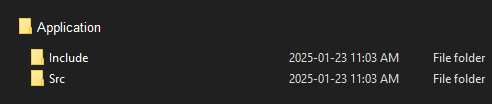 Application
Include 2025-01-23 11:03 AM File folder
Src 2025-01-23 11:03 AM File folder